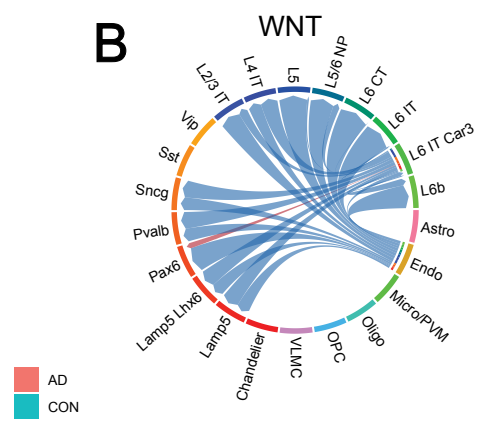 B
WNT
L2/3 IT
L4 IT
L5
L5/6 NP
L6 CT
L6 IT
L6 IT Car3
L6b
Astro
Endo
Micro/PVM
Oligo
OPC
VLMC
Chandelier
Lamp5
Lamp5 Lhx6
Pax6
Pvalb
Sncg
Sst
Vip
AD
CON